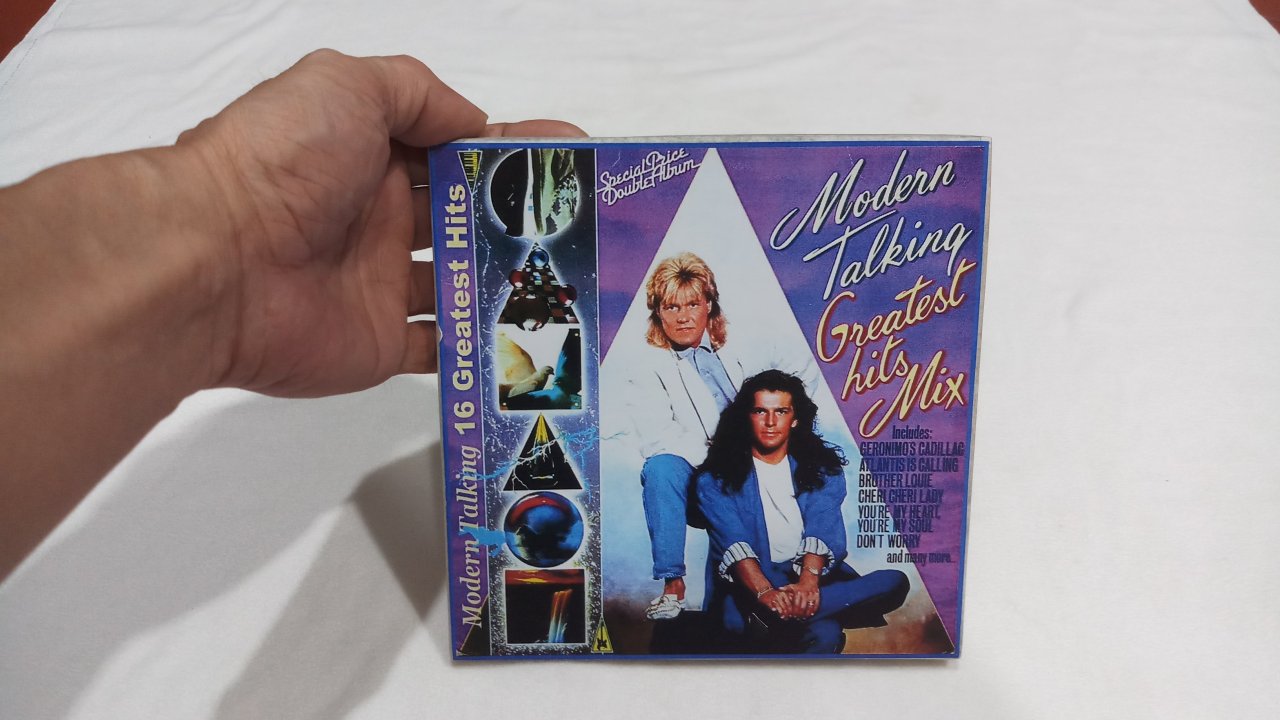 Modern Talking 16 Greatest Hits
Special Price
Double Album
Modern
Talking
Greatest
hits
Mix
Includes:
GERONIMO'S CADILLAC
ATLANTIS IS CALLING
BROTHER LOUIE
CHERI CHERI LADY
YOU'RE MY HEART,
YOU'RE MY SOUL
DON'T WORRY
and many more..